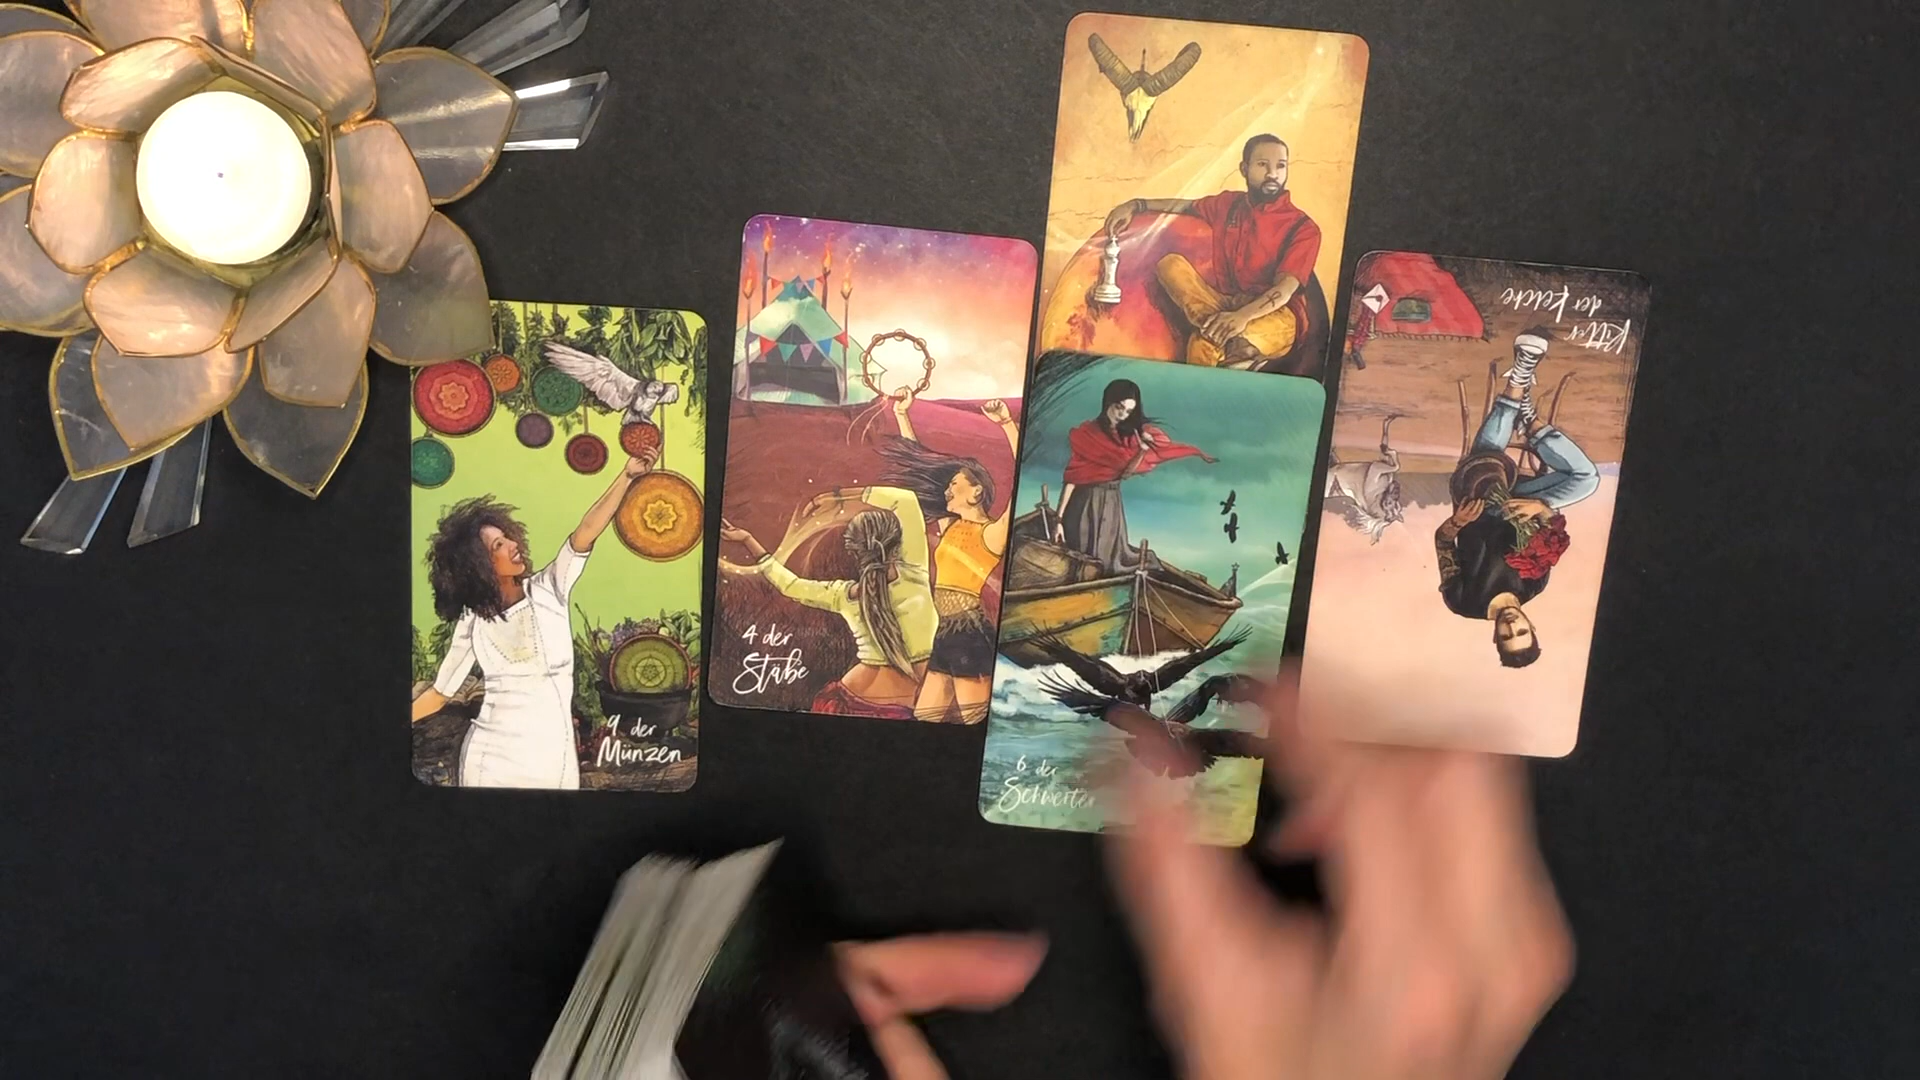 9 der
Münzen
4 der
Stäbe
6 der
Schwerter
Ritter
der Kelche